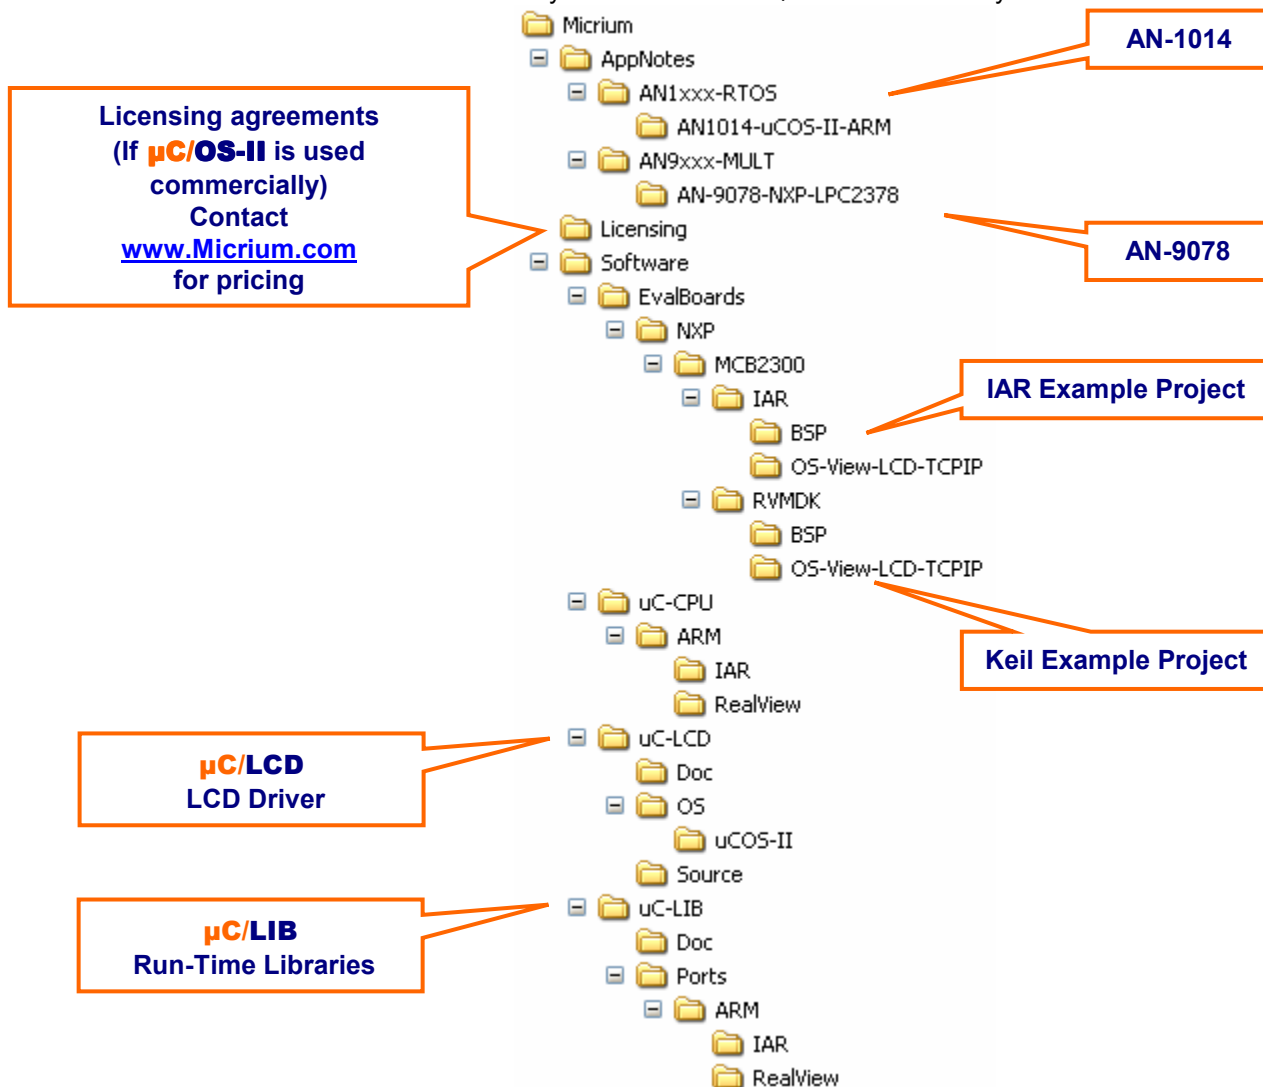 Micrium
AN-1014
AppNotes
AN1xxx-RTOS
Licensing agreements
(If µC/OS-II is used
commercially)
Contact
www.Micrium.com
for pricing
AN1014-uCOS-II-ARM
AN9xxx-MULT
AN-9078-NXP-LPC2378
Licensing
AN-9078
Software
EvalBoards
NXP
MCB2300
IAR Example Project
IAR
BSP
OS-View-LCD-TCPIP
RVMDK
BSP
OS-View-LCD-TCPIP
uC-CPU
ARM
Keil Example Project
IAR
RealView
uC-LCD
µC/LCD
LCD Driver
Doc
OS
uCOS-II
Source
uC-LIB
µC/LIB
Run-Time Libraries
Doc
Ports
ARM
IAR
RealView